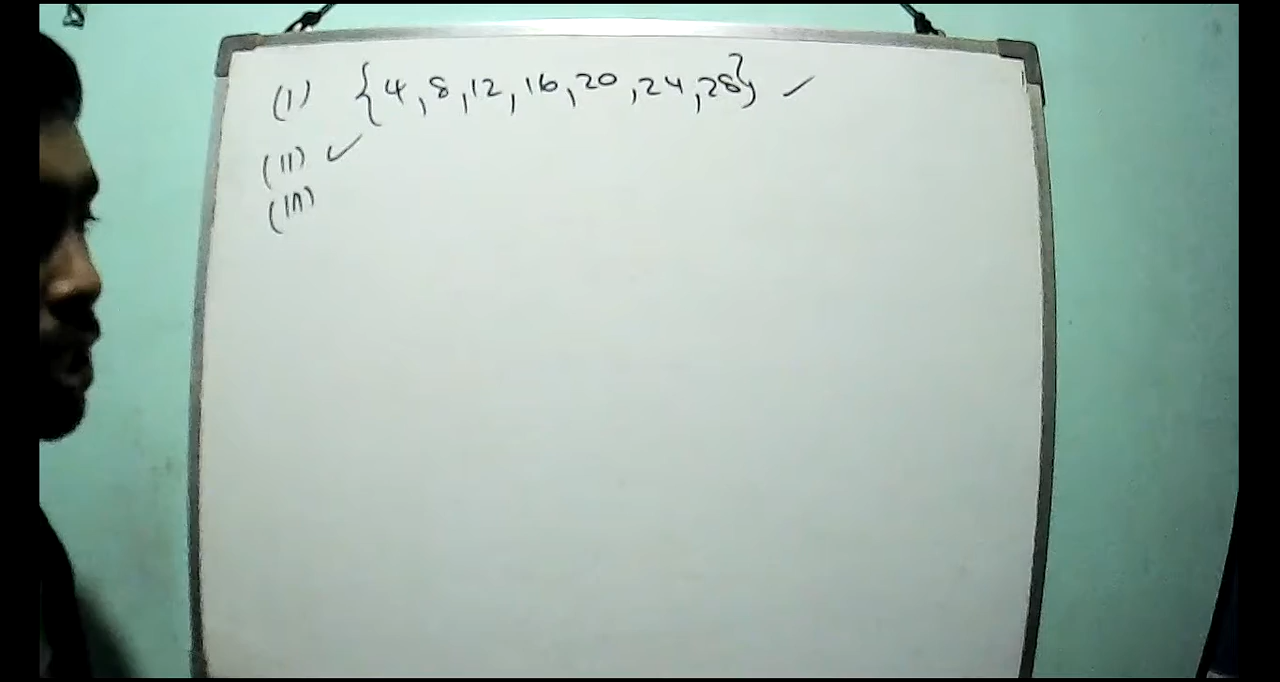 (I) {4, 8, 12, 16, 20, 24, 28} ✓
(II) ✓
(III)